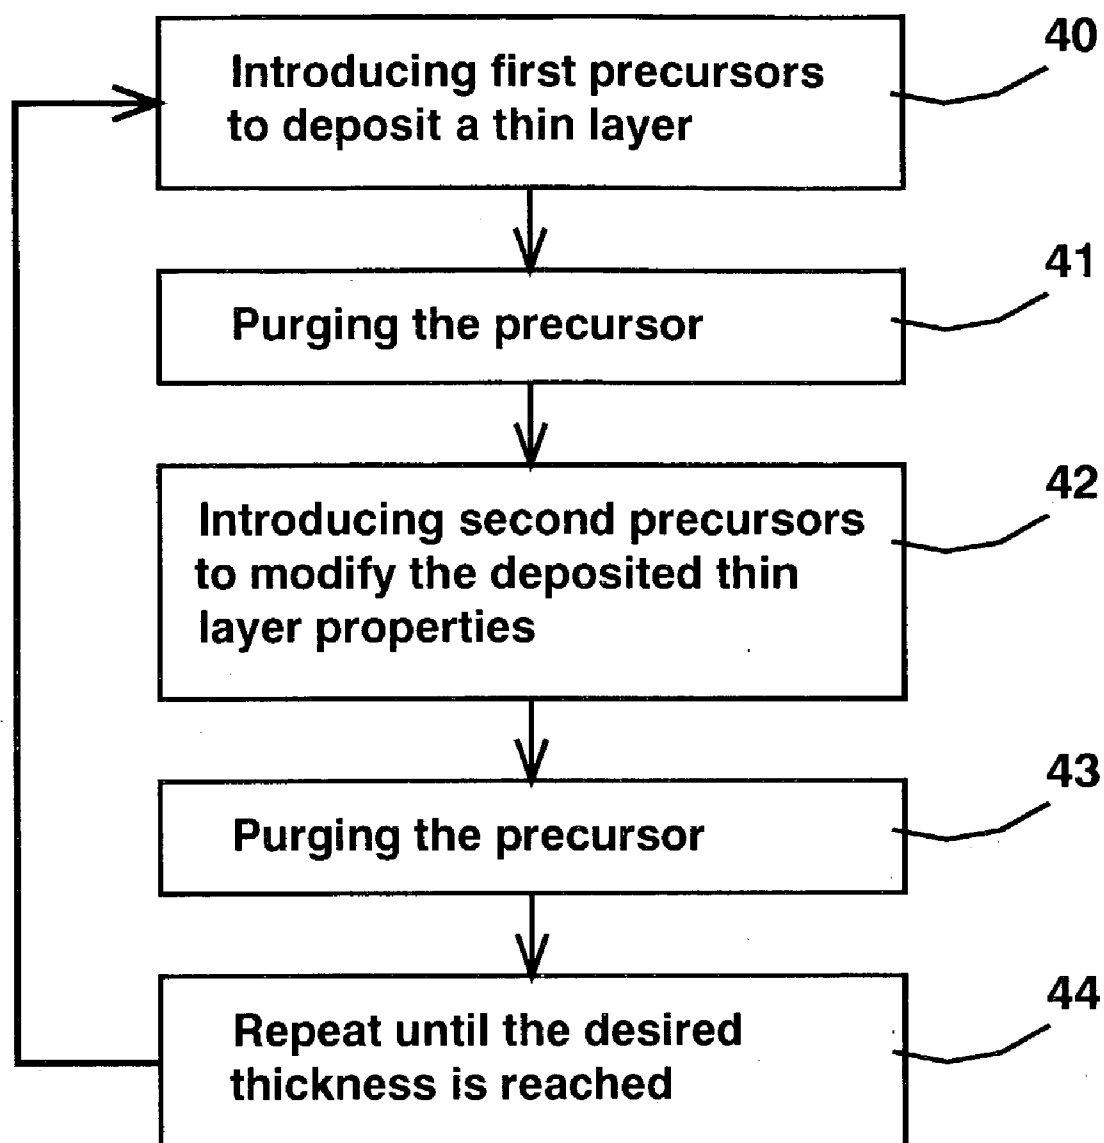 40
Introducing first precursors
to deposit a thin layer
41
Purging the precursor
42
Introducing second precursors
to modify the deposited thin
layer properties
43
Purging the precursor
44
Repeat until the desired
thickness is reached